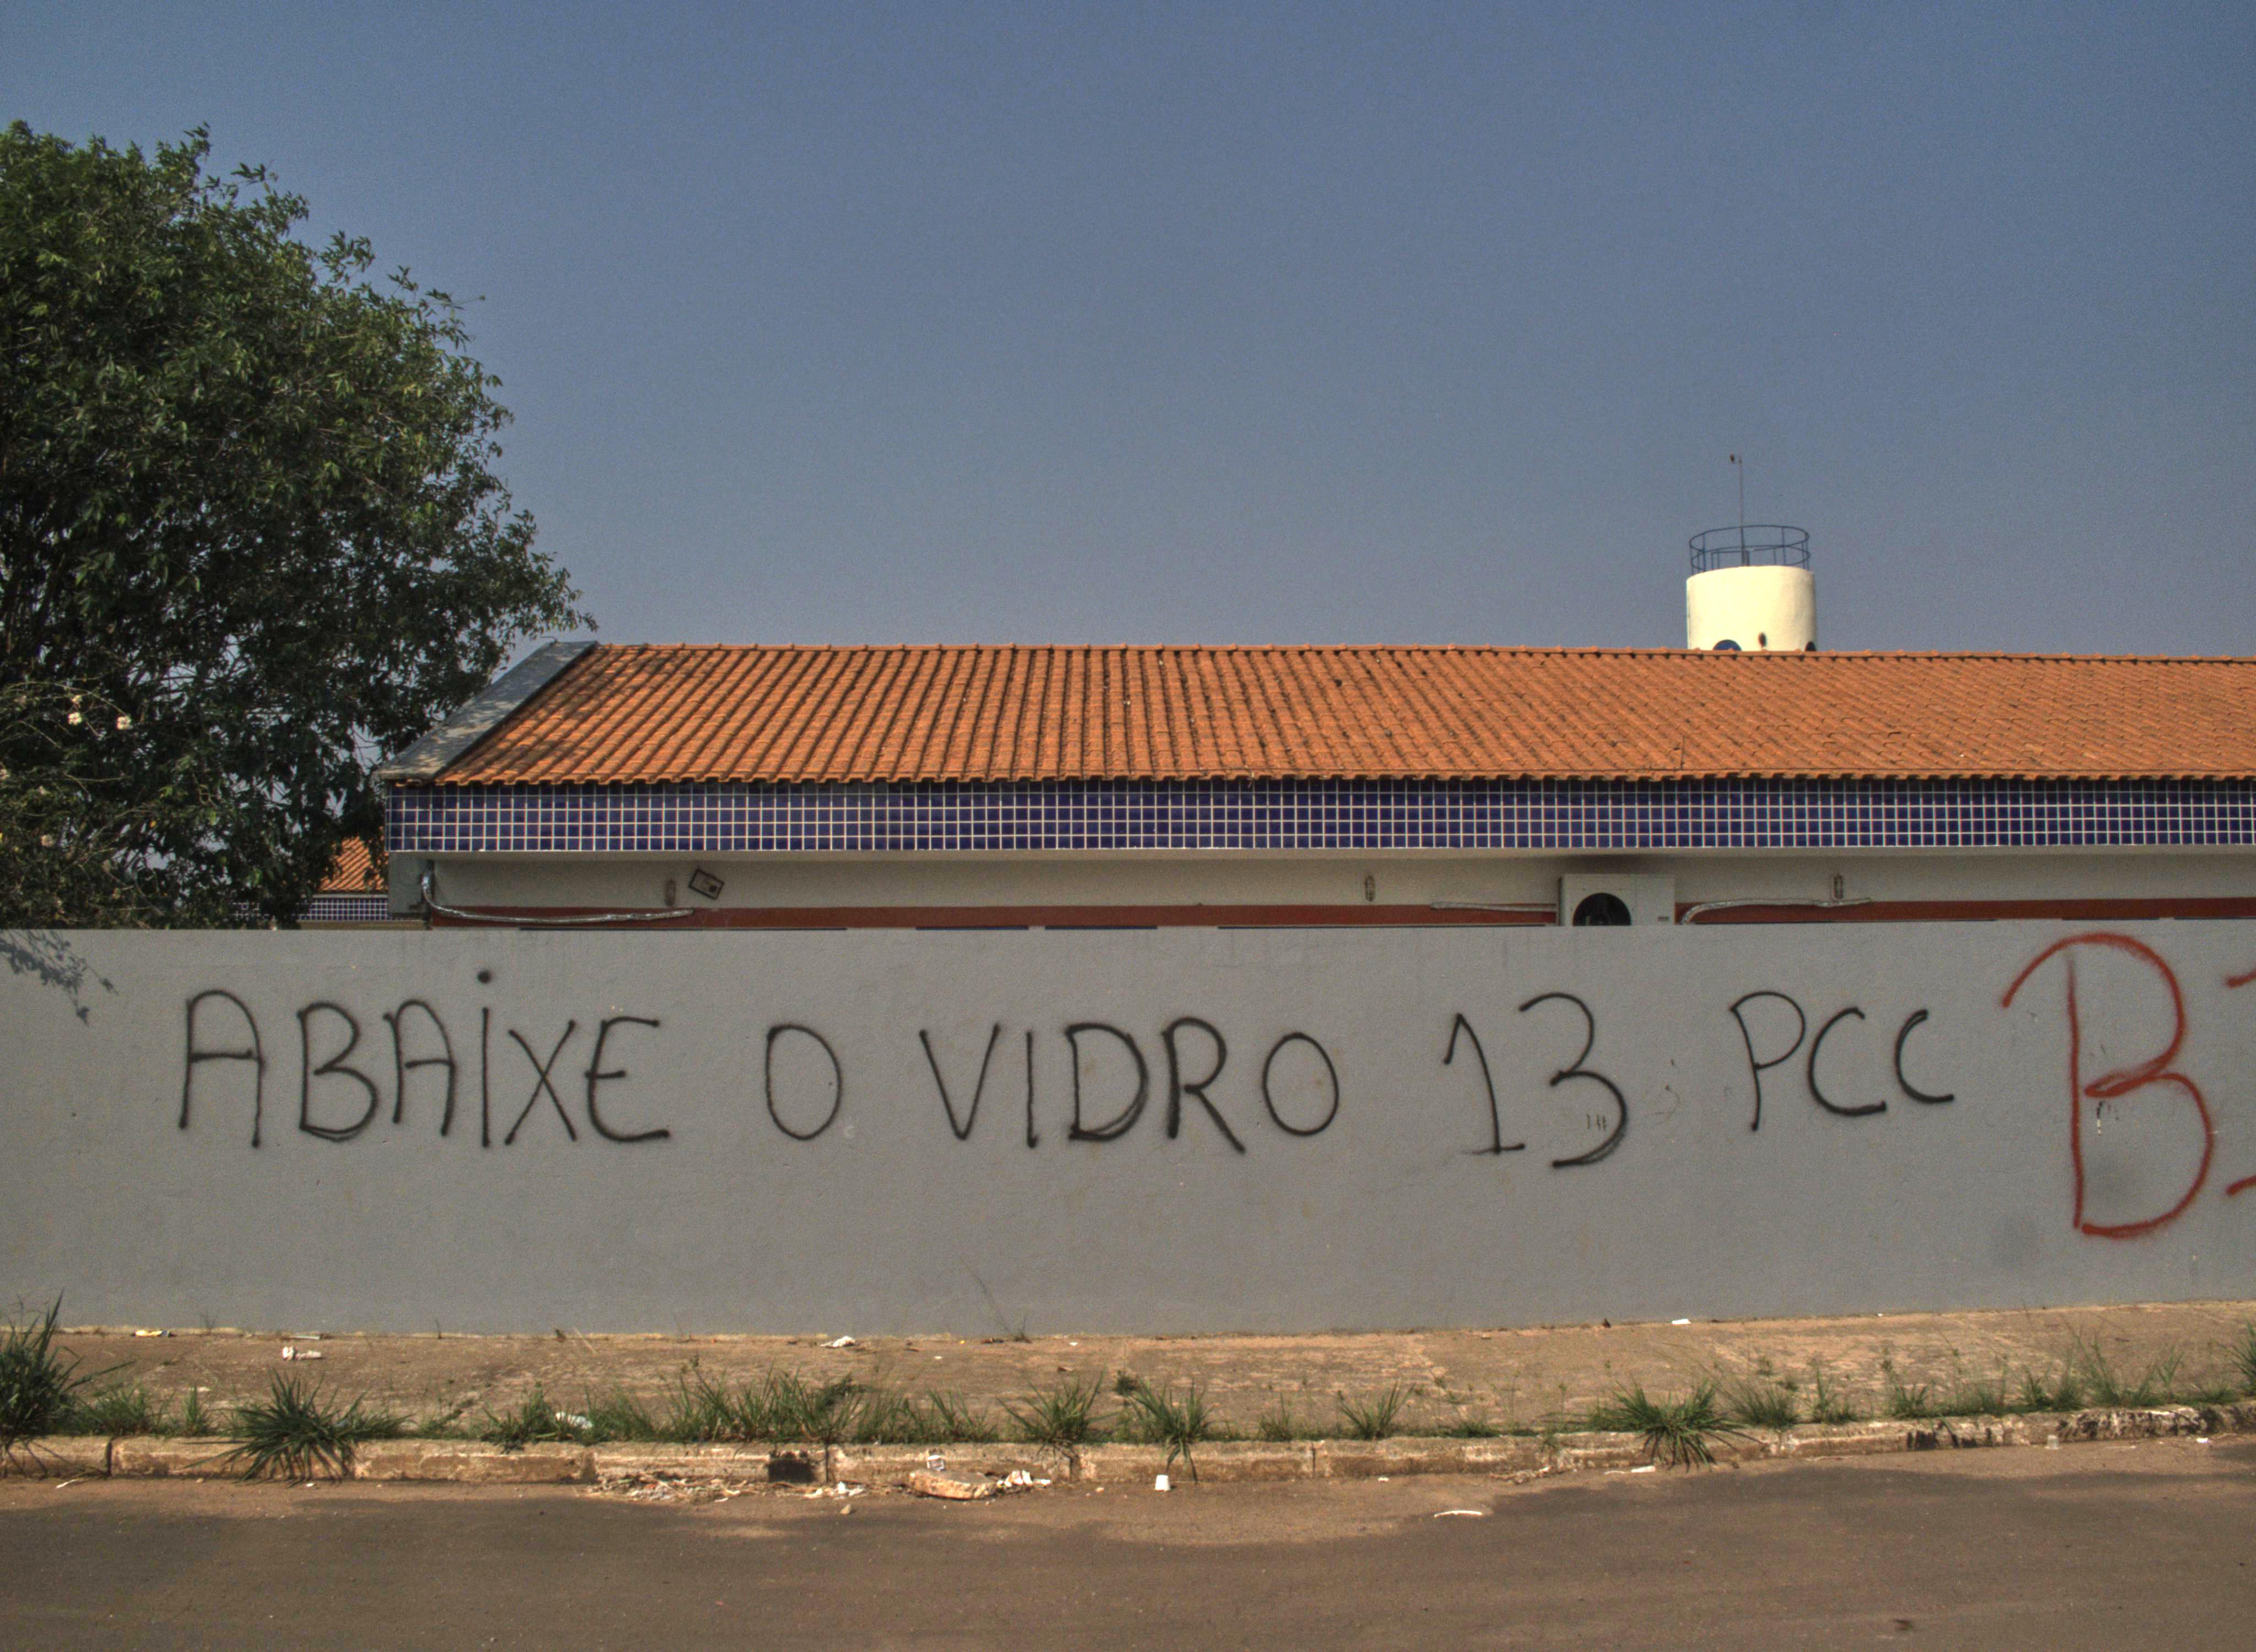 ABAiXE O VIDRO 13 PCC B